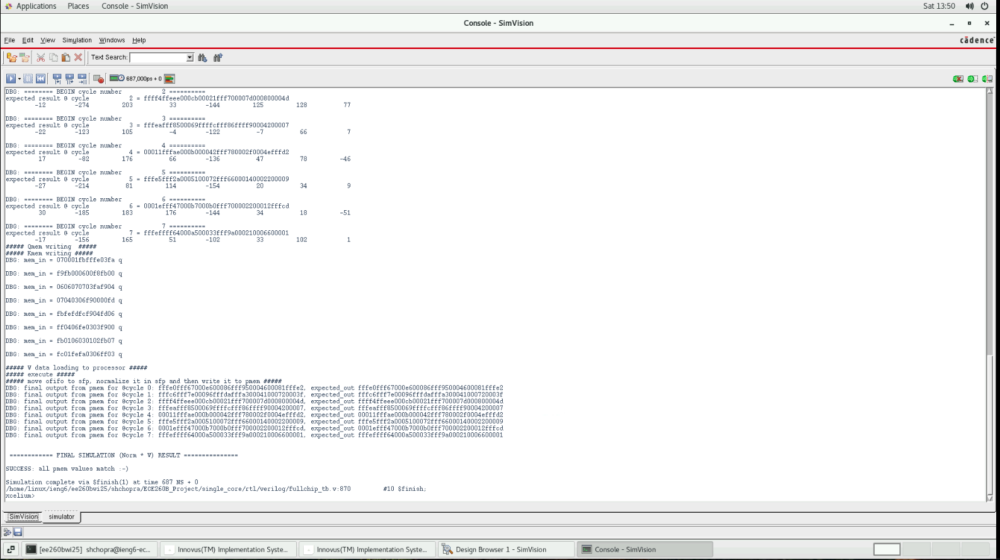 Applications Places Console - SimVision Sat 13:50
Console - SimVision
File Edit View Simulation Windows Help cādence
Text Search:
687,000ps + 0
DBG: ======== BEGIN cycle number 2 ==========
expected result @ cycle 2 = ffff4ffeee000cb00021fff700007d000800004d
-12 -274 203 33 -144 125 128 77
DBG: ======== BEGIN cycle number 3 ==========
expected result @ cycle 3 = fffeafff8500069ffffcfff86ffff90004200007
-22 -123 105 -4 -122 -7 66 7
DBG: ======== BEGIN cycle number 4 ==========
expected result @ cycle 4 = 00011fffae000b000042fff780002f0004efffd2
17 -82 176 66 -136 47 78 -46
DBG: ======== BEGIN cycle number 5 ==========
expected result @ cycle 5 = fffe5fff2a0005100072fff6600014000220009
-27 -214 81 114 -154 20 34 9
DBG: ======== BEGIN cycle number 6 ==========
expected result @ cycle 6 = 0001efff47000b7000b0fff700002200012fffcd
30 -185 183 176 -144 34 18 -51
DBG: ======== BEGIN cycle number 7 ==========
expected result @ cycle 7 = fffeffff64000a500033fff9a000210006600001
-17 -156 165 51 -102 33 102 1
##### Qmem writing #####
##### Kmem writing #####
DBG: mem_in = 070001fbfffe03fa q
DBG: mem_in = f9fb000600f8fb00 q
DBG: mem_in = 0606070703faf904 q
DBG: mem_in = 07040306f90000fd q
DBG: mem_in = fbfefdfcf904fd06 q
DBG: mem_in = ff0406fe0303f900 q
DBG: mem_in = fb0106030102fb07 q
DBG: mem_in = fc01fefa0306ff03 q
##### V data loading to processor #####
##### execute #####
##### move ofifo to sfp, normalize it in sfp and then write it to pmem #####
DBG: final output from pmem for @cycle 0: fffe0fff67000e600086fff950004600081fffe2, expected_out fffe0fff67000e600086fff950004600081fffe2
DBG: final output from pmem for @cycle 1: fffc6fff7e00096fffdafffa300041000720003f, expected_out fffc6fff7e00096fffdafffa300041000720003f
DBG: final output from pmem for @cycle 2: ffff4ffeee000cb00021fff700007d000800004d, expected_out ffff4ffeee000cb00021fff700007d000800004d
DBG: final output from pmem for @cycle 3: fffeafff8500069ffffcfff86ffff90004200007, expected_out fffeafff8500069ffffcfff86ffff90004200007
DBG: final output from pmem for @cycle 4: 00011fffae000b000042fff780002f0004efffd2, expected_out 00011fffae000b000042fff780002f0004efffd2
DBG: final output from pmem for @cycle 5: fffe5fff2a0005100072fff66000140002200009, expected_out fffe5fff2a0005100072fff66000140002200009
DBG: final output from pmem for @cycle 6: 0001efff47000b7000b0fff700002200012fffcd, expected_out 0001efff47000b7000b0fff700002200012fffcd
DBG: final output from pmem for @cycle 7: fffeffff64000a500033fff9a000210006600001, expected_out fffeffff64000a500033fff9a000210006600001
============ FINAL SIMULATION (Norm * V) RESULT ===============
SUCCESS: all pmem values match :-)
Simulation complete via $finish(1) at time 687 NS + 0
/home/linux/ieng6/ee260bwi25/shchopra/ECE260B_Project/single_core/rtl/verilog/fullchip_tb.v:870 #10 $finish;
xcelium>
SimVision simulator
[ee260bwi25] shchopra@ieng6-ec... Innovus(TM) Implementation Syste... Innovus(TM) Implementation Syste... Design Browser 1 - SimVision Console - SimVision